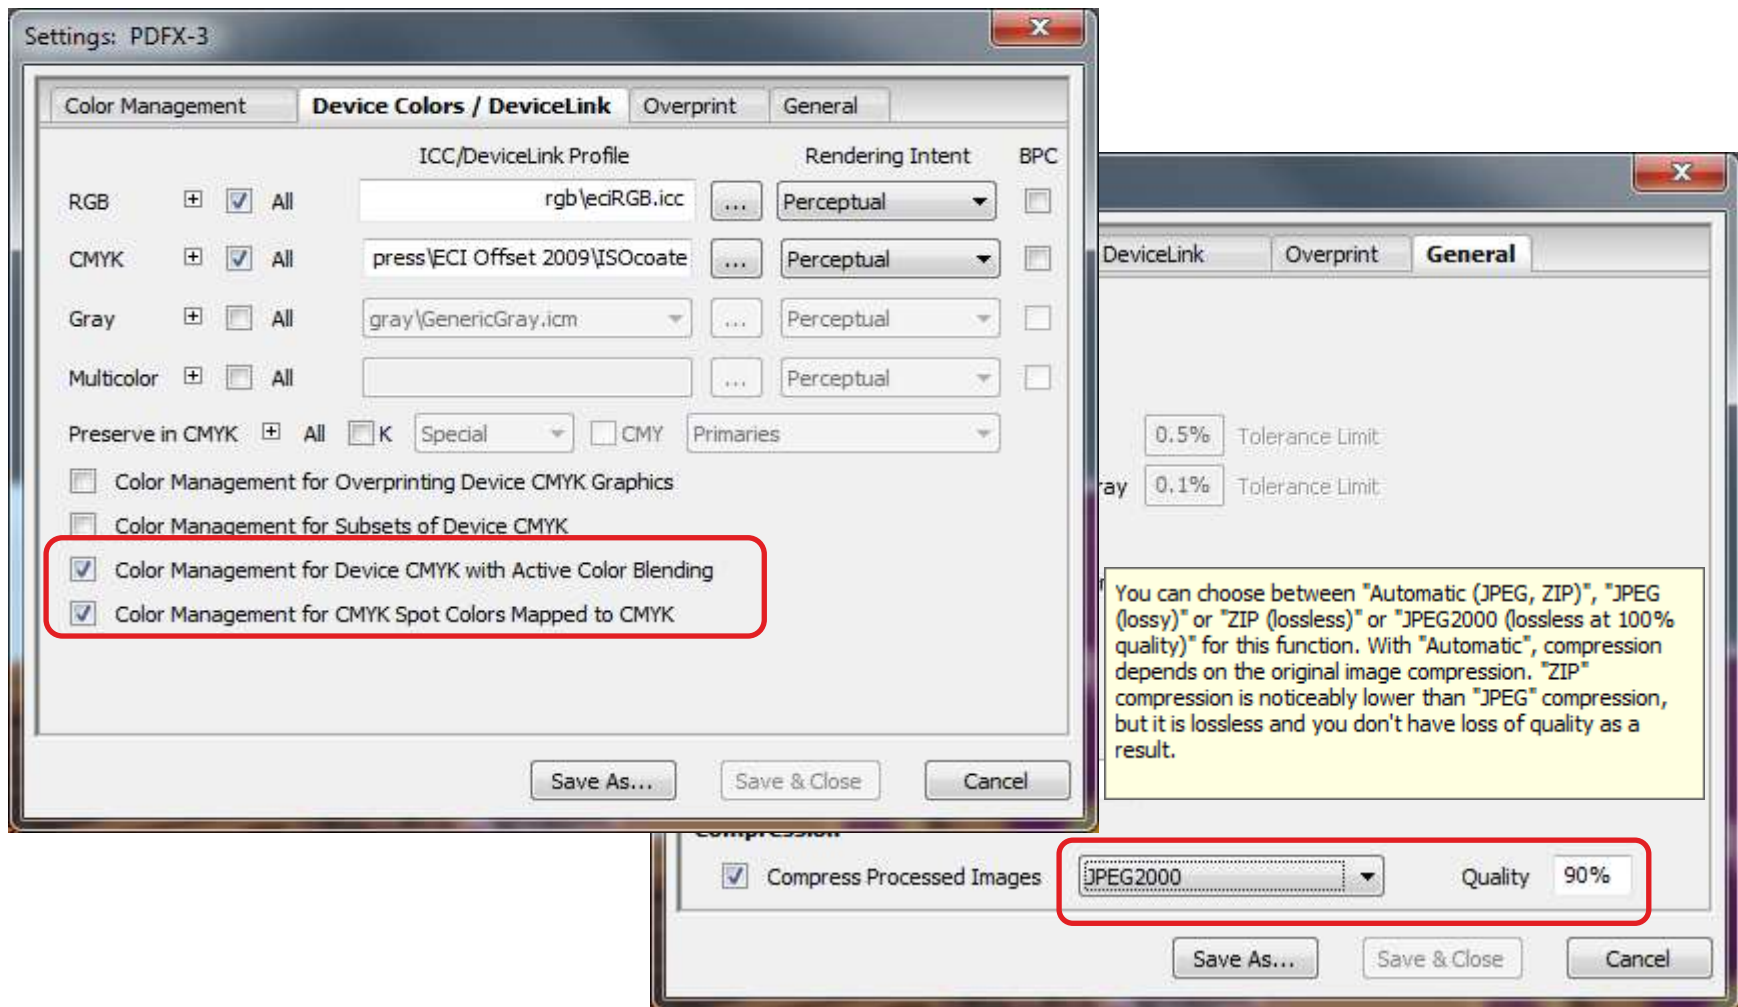 Settings: PDFX-3
Color Management Device Colors / DeviceLink Overprint General
ICC/DeviceLink Profile Rendering Intent BPC
RGB All rgb\eciRGB.icc ... Perceptual
CMYK All press\ECI Offset 2009\ISOcoate ... Perceptual
Gray All gray\GenericGray.icm ... Perceptual
Multicolor All ... Perceptual
Preserve in CMYK All K Special CMY Primaries
Color Management for Overprinting Device CMYK Graphics
Color Management for Subsets of Device CMYK
Color Management for Device CMYK with Active Color Blending
Color Management for CMYK Spot Colors Mapped to CMYK
Save As... Save & Close Cancel
DeviceLink Overprint General
0.5% Tolerance Limit
ray 0.1% Tolerance Limit
You can choose between "Automatic (JPEG, ZIP)", "JPEG
(lossy)" or "ZIP (lossless)" or "JPEG2000 (lossless at 100%
quality)" for this function. With "Automatic", compression
depends on the original image compression. "ZIP"
compression is noticeably lower than "JPEG" compression,
but it is lossless and you don't have loss of quality as a
result.
Compression
Compress Processed Images JPEG2000 Quality 90%
Save As... Save & Close Cancel